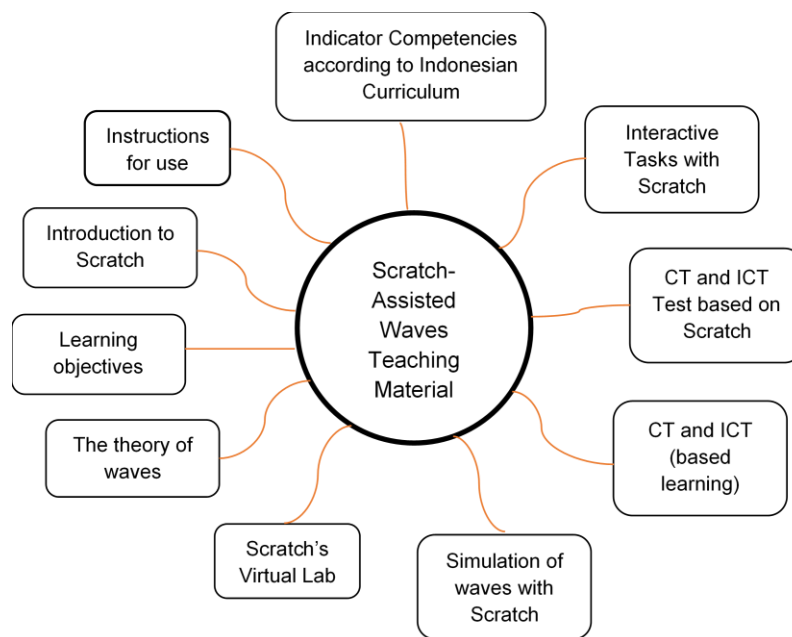 Indicator Competencies
according to Indonesian
Curriculum
Instructions
for use
Interactive
Tasks with
Scratch
Introduction to
Scratch
Scratch-
Assisted
Waves
Teaching
Material
CT and ICT
Test based on
Scratch
Learning
objectives
The theory of
waves
CT and ICT
(based
learning)
Scratch's
Virtual Lab
Simulation of
waves with
Scratch